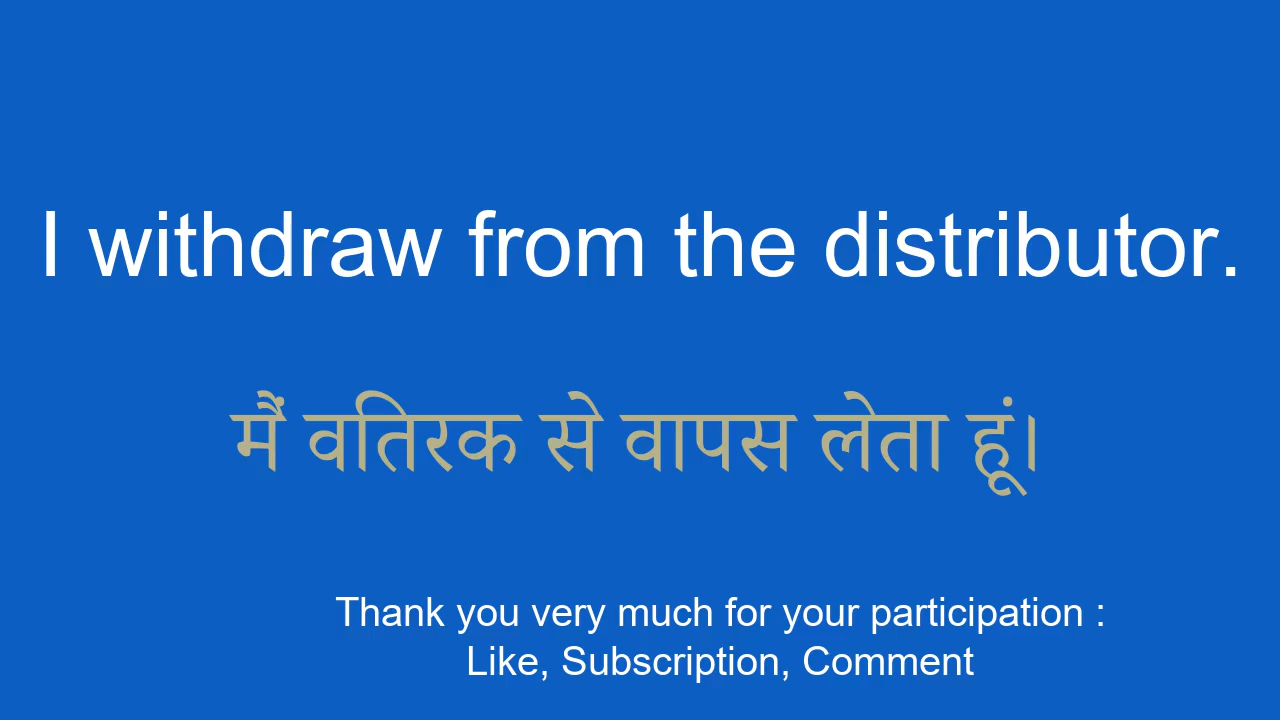 I withdraw from the distributor.
मैं वतिरक से वापस लेता हूं।
Thank you very much for your participation :
Like, Subscription, Comment